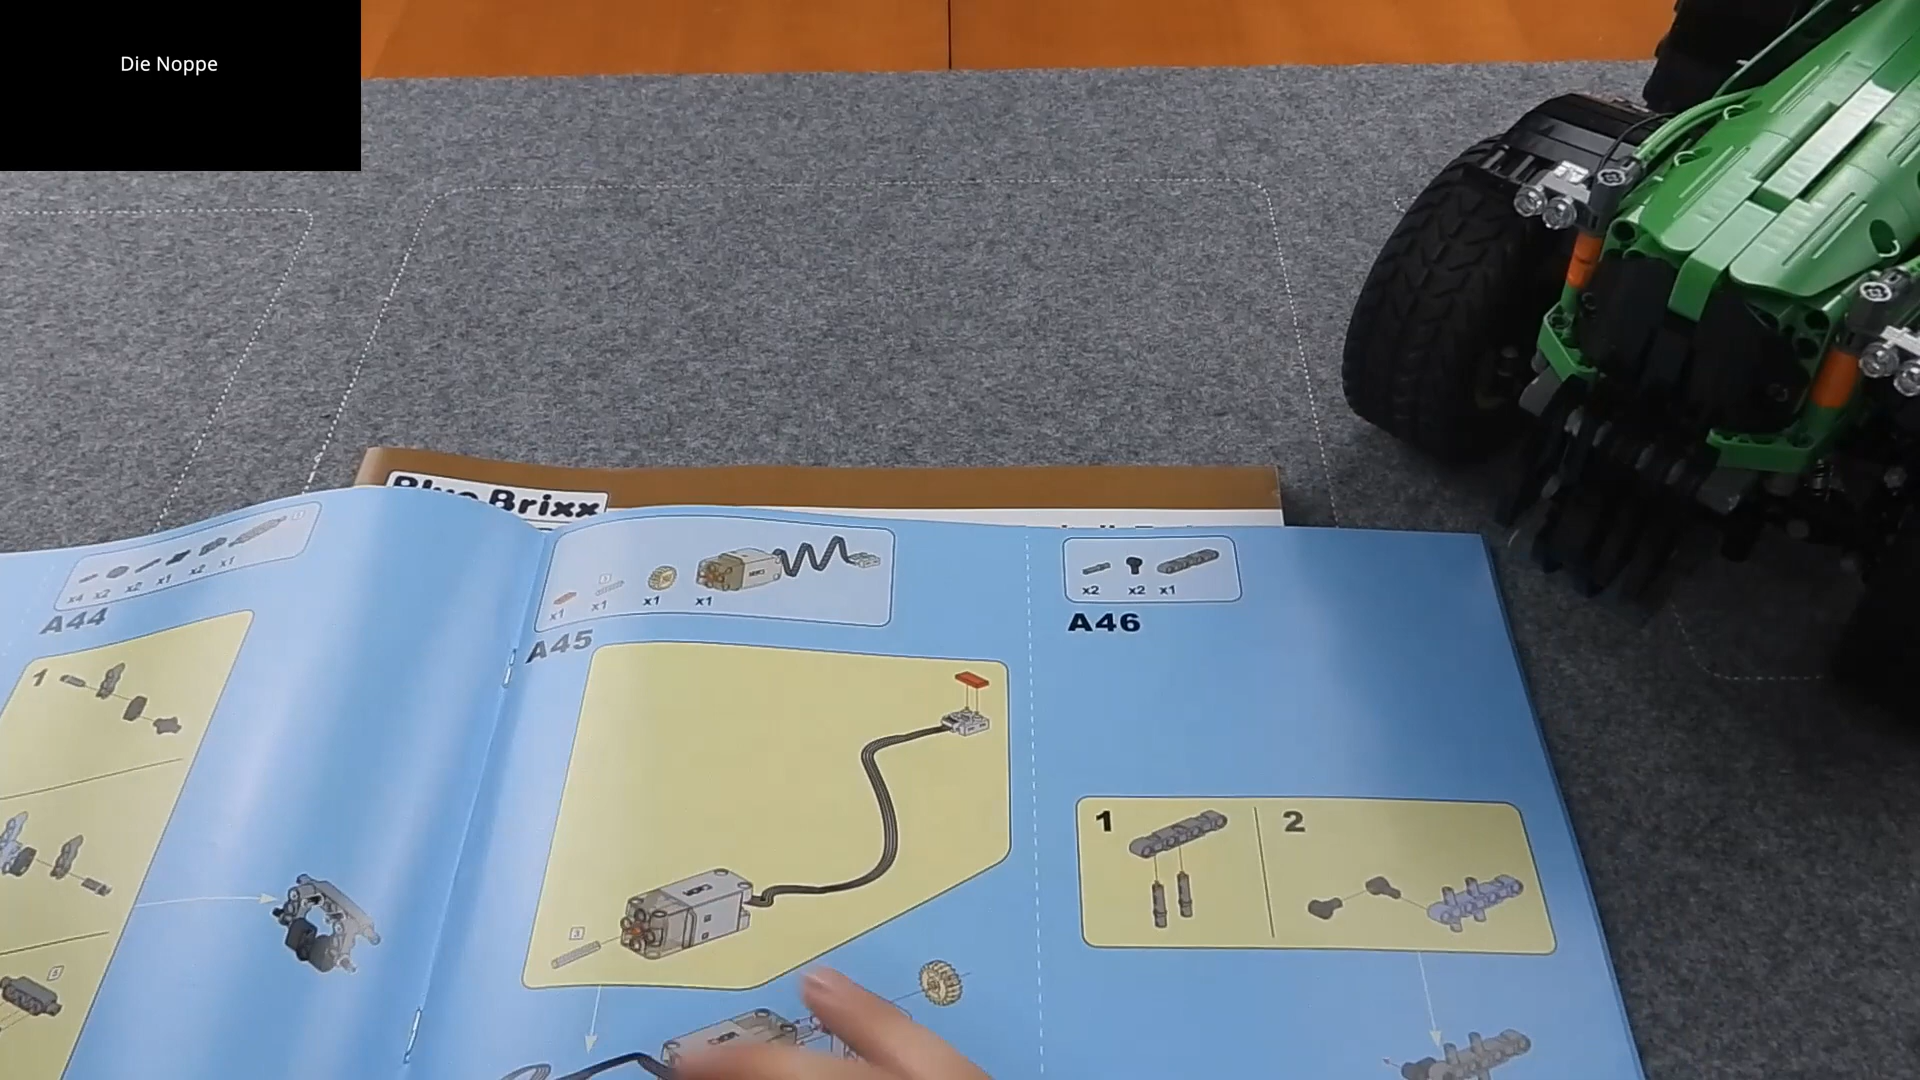 Die Noppe
Blue Brixx
x4 x2 x2 x1 x2 x1
A44
1
x1 x1 x1 x1
A45
3
x2 x2 x1
A46
1
2